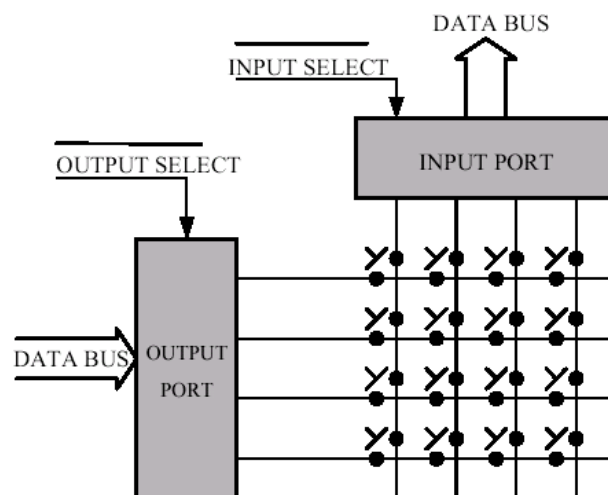 DATA BUS
INPUT SELECT
INPUT PORT
OUTPUT SELECT
DATA BUS
OUTPUT
PORT